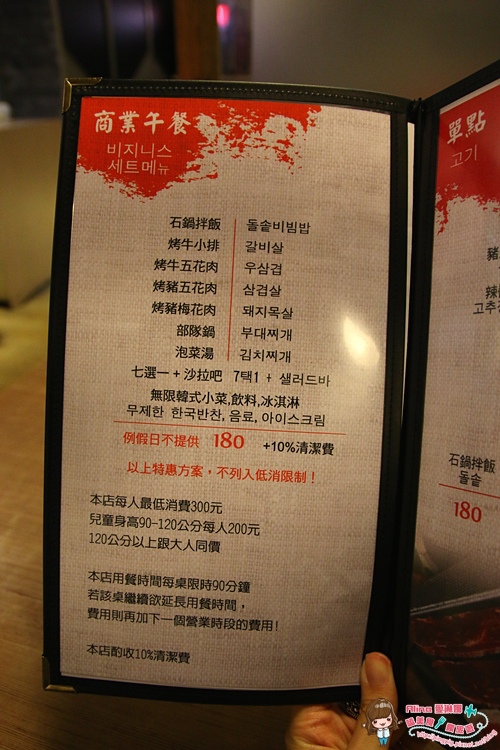 商業午餐
비지니스
세트메뉴
石鍋拌飯 돌솥비빔밥
烤牛小排 갈비살
烤牛五花肉 우삼겹
烤豬五花肉 삼겹살
烤豬梅花肉 돼지목살
部隊鍋 부대찌개
泡菜湯 김치찌개
七選一 + 沙拉吧 7택1 + 샐러드바
無限韓式小菜,飲料,冰淇淋
무제한 한국반찬, 음료, 아이스크림
例假日不提供 180 +10%清潔費
以上特惠方案，不列入低消限制！
本店每人最低消費300元
兒童身高90-120公分每人200元
120公分以上跟大人同價
本店用餐時間每桌限時90分鐘
若該桌繼續欲延長用餐時間，
費用則再加下一個營業時段的費用!
本店酌收10%清潔費
單點
고기
豬
辣
고추
石鍋拌飯
돌솥
180